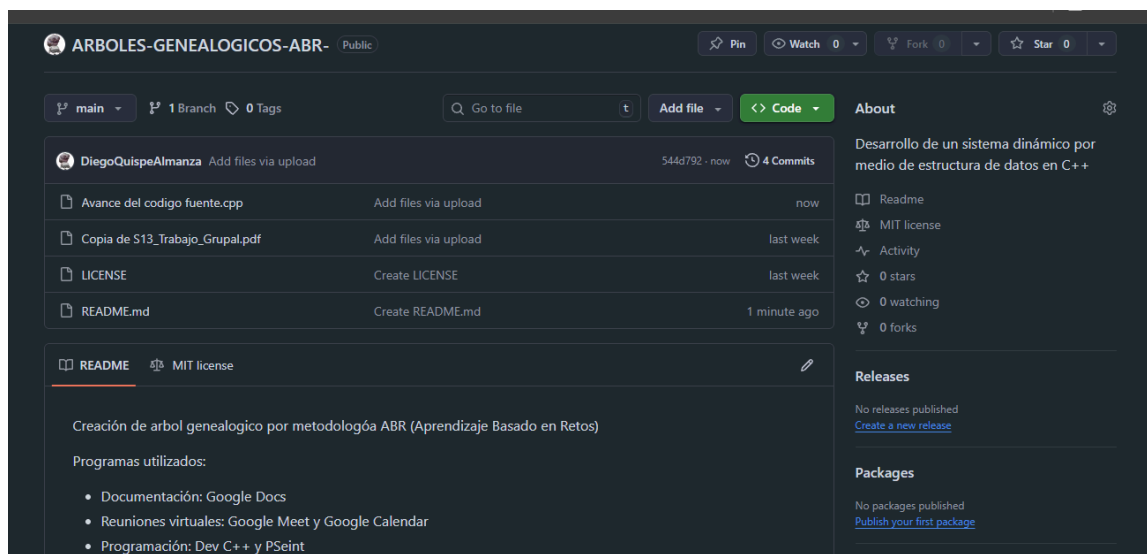 ARBOLES-GENEALOGICOS-ABR- Public Pin Watch 0 Fork 0 Star 0
main 1 Branch 0 Tags Go to file t Add file Code
About
Desarrollo de un sistema dinámico por
medio de estructura de datos en C++
Readme
MIT license
Activity
0 stars
0 watching
0 forks
Releases
No releases published
Create a new release
Packages
No packages published
Publish your first package
DiegoQuispeAlmanza Add files via upload 544d792 · now 4 Commits
Avance del codigo fuente.cpp Add files via upload now
Copia de S13_Trabajo_Grupal.pdf Add files via upload last week
LICENSE Create LICENSE last week
README.md Create README.md 1 minute ago
README MIT license
Creación de arbol genealogico por metodologóa ABR (Aprendizaje Basado en Retos)
Programas utilizados:
• Documentación: Google Docs
• Reuniones virtuales: Google Meet y Google Calendar
• Programación: Dev C++ y PSeint